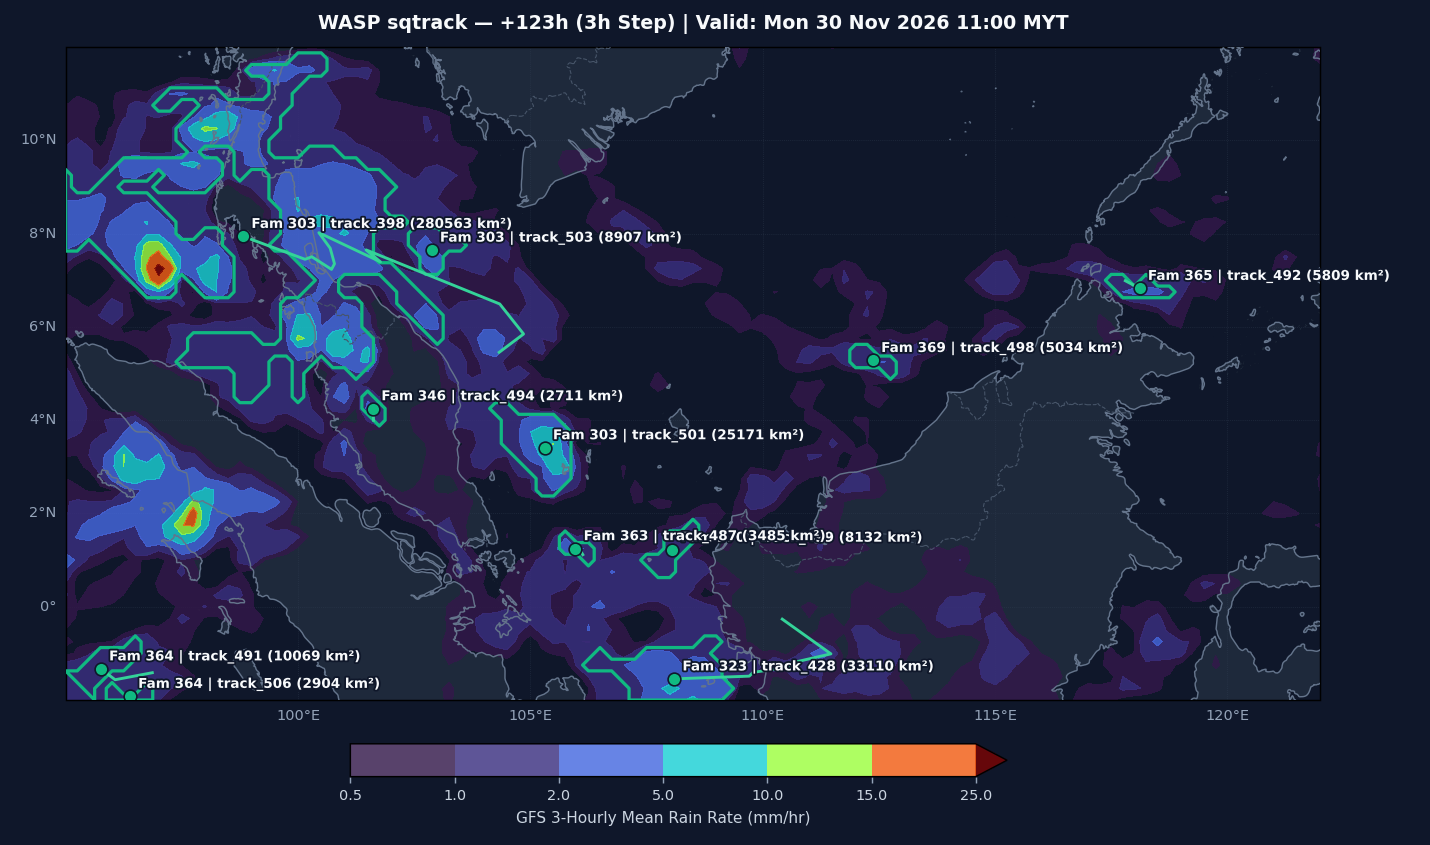 WASP sqtrack — +123h (3h Step) | Valid: Mon 30 Nov 2026 11:00 MYT
10°N
8°N
6°N
4°N
2°N
0°
Fam 303 | track_398 (280563 km²)
Fam 303 | track_503 (8907 km²)
Fam 365 | track_492 (5809 km²)
Fam 369 | track_498 (5034 km²)
Fam 346 | track_494 (2711 km²)
Fam 303 | track_501 (25171 km²)
Fam 363 | track_487 (3485 km²)
(8132 km²)
Fam 364 | track_491 (10069 km²)
Fam 323 | track_428 (33110 km²)
Fam 364 | track_506 (2904 km²)
100°E 105°E 110°E 115°E 120°E
0.5 1.0 2.0 5.0 10.0 15.0 25.0
GFS 3-Hourly Mean Rain Rate (mm/hr)